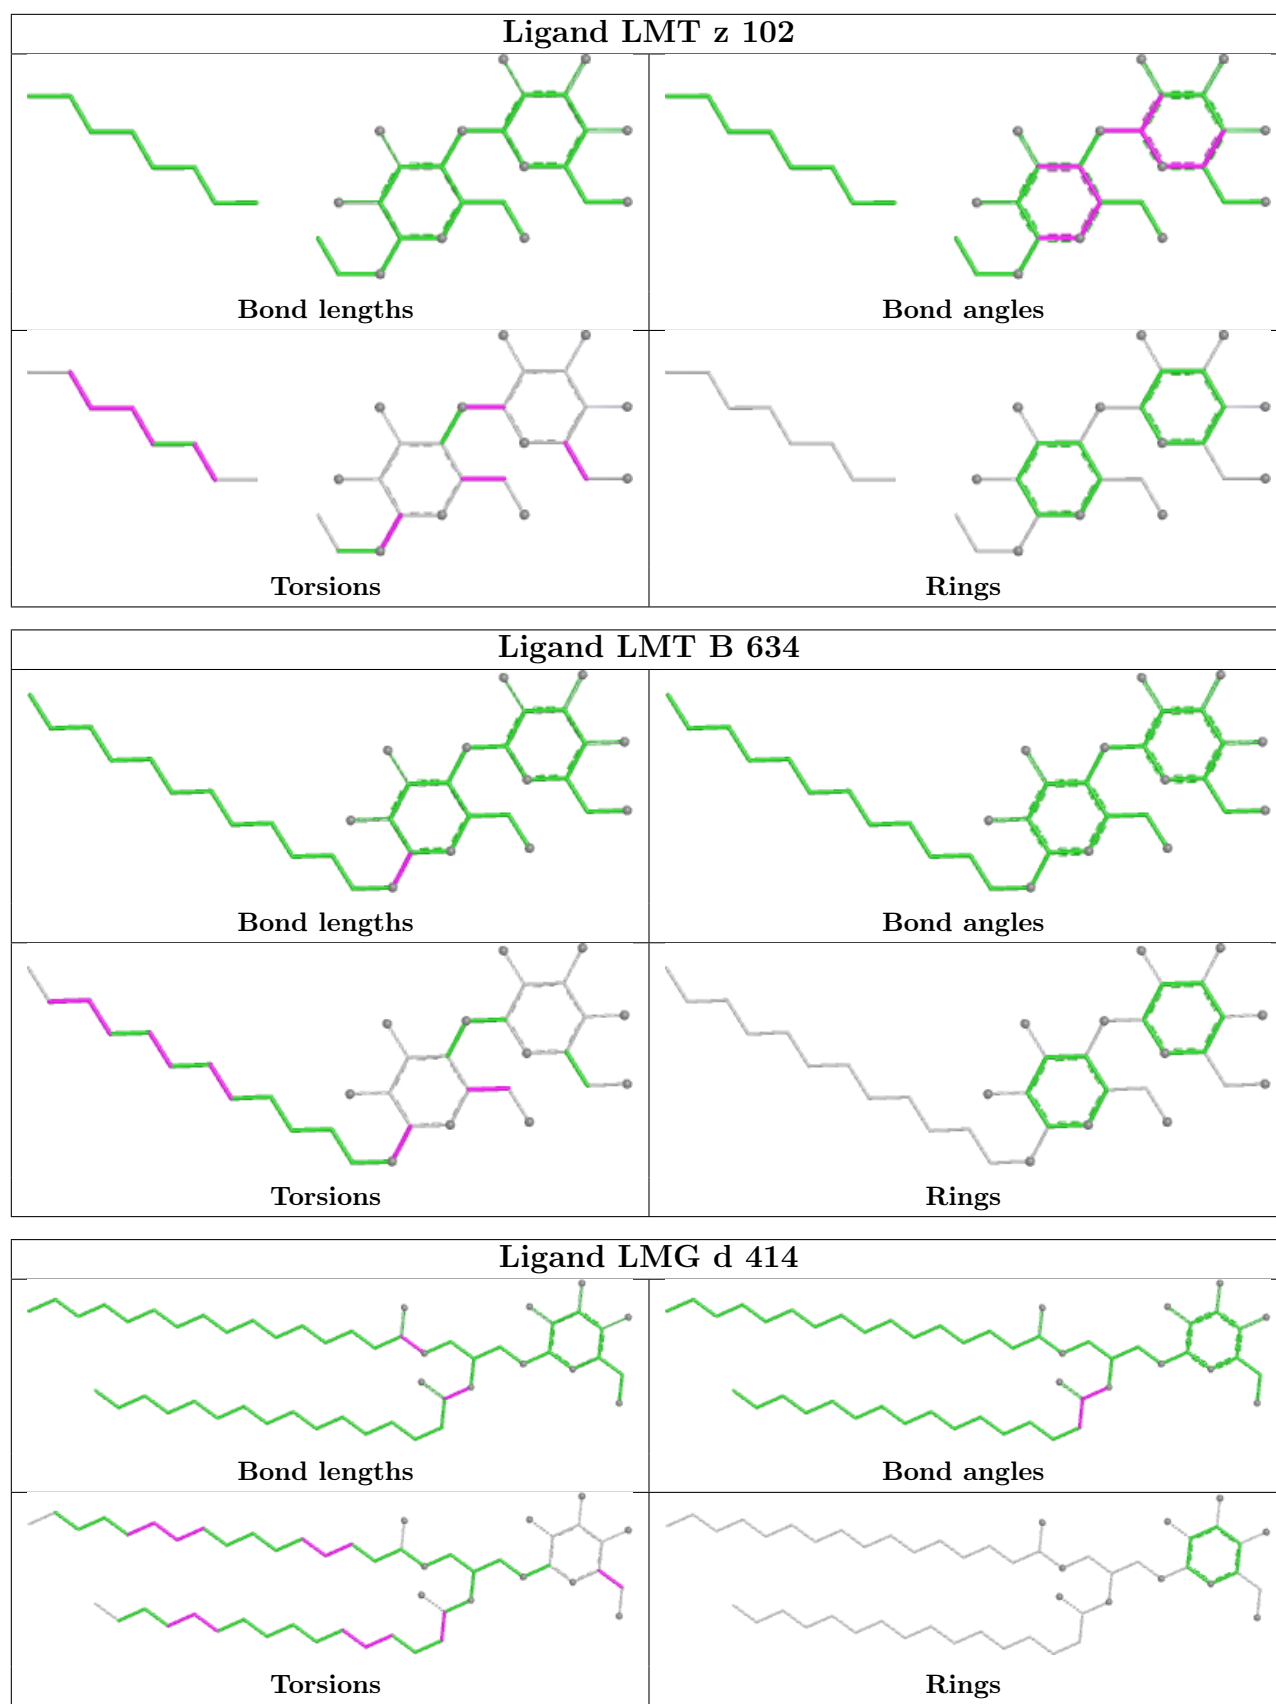 Ligand LMT z 102
Bond lengths
Bond angles
Torsions
Rings
Ligand LMT B 634
Bond lengths
Bond angles
Torsions
Rings
Ligand LMG d 414
Bond lengths
Bond angles
Torsions
Rings